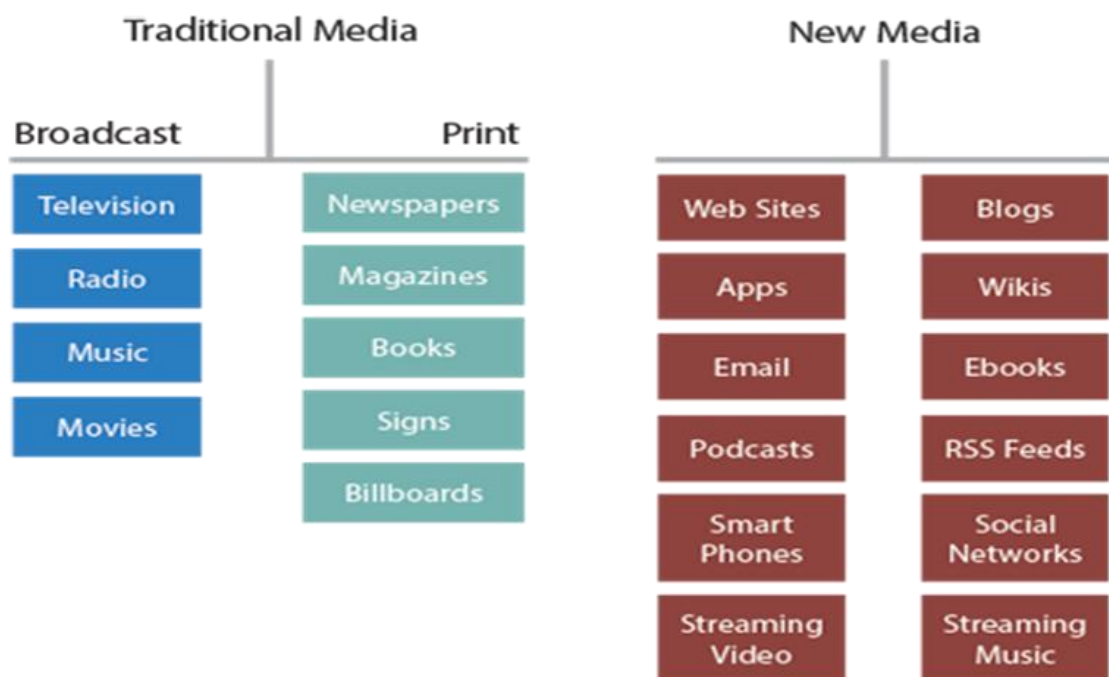 Traditional Media
Broadcast
Print
Television
Radio
Music
Movies
Newspapers
Magazines
Books
Signs
Billboards
New Media
Web Sites
Apps
Email
Podcasts
Smart
Phones
Streaming
Video
Blogs
Wikis
Ebooks
RSS Feeds
Social
Networks
Streaming
Music